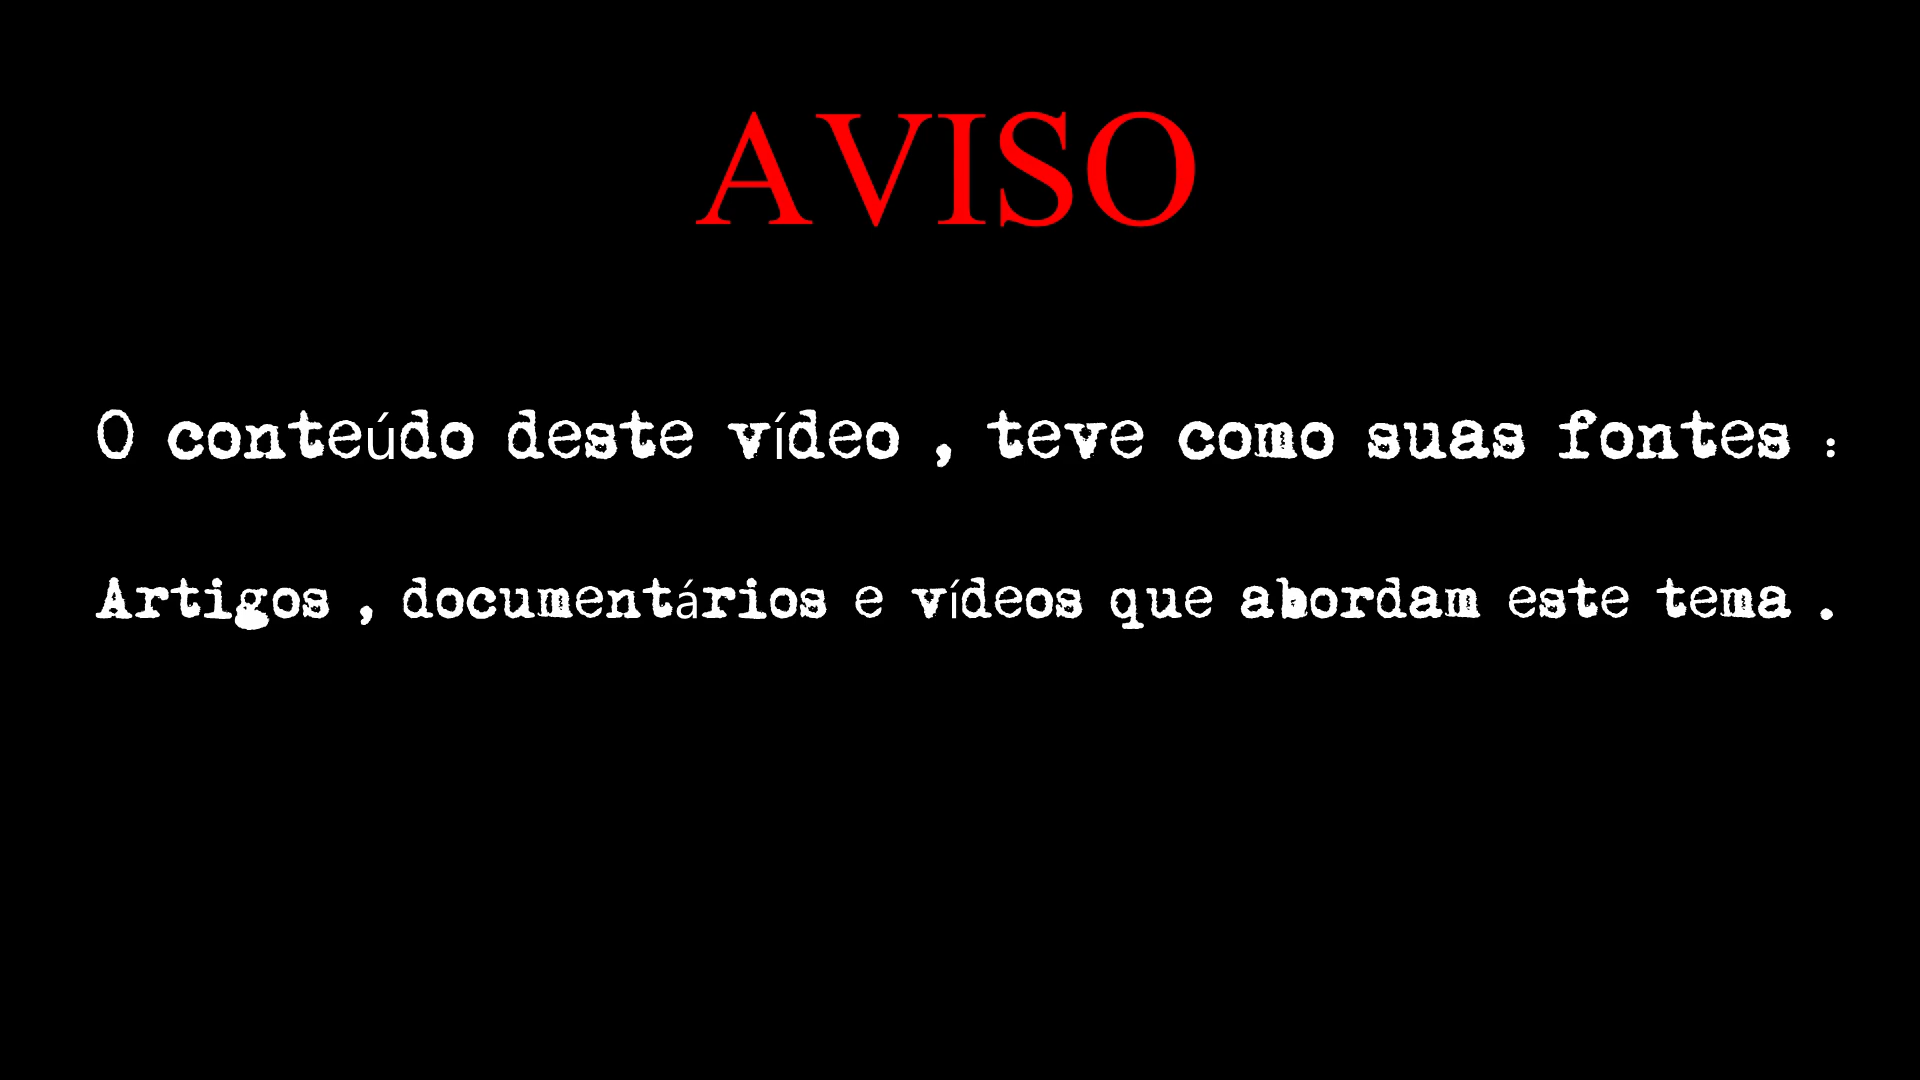 AVISO
O conteúdo deste vídeo , teve como suas fontes :
Artigos , documentários e vídeos que abordam este tema .